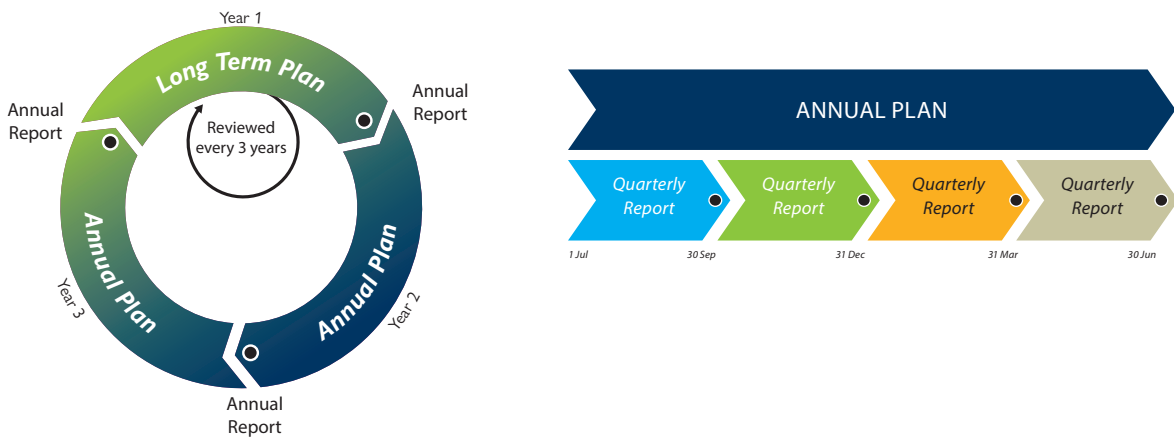 Year 1
Long Term Plan
Annual
Report
Annual
Report
Reviewed
every 3 years
Annual Plan
Year 3
Annual Plan
Year 2
Annual
Report
ANNUAL PLAN
Quarterly
Report
Quarterly
Report
Quarterly
Report
Quarterly
Report
1 Jul
30 Sep
31 Dec
31 Mar
30 Jun